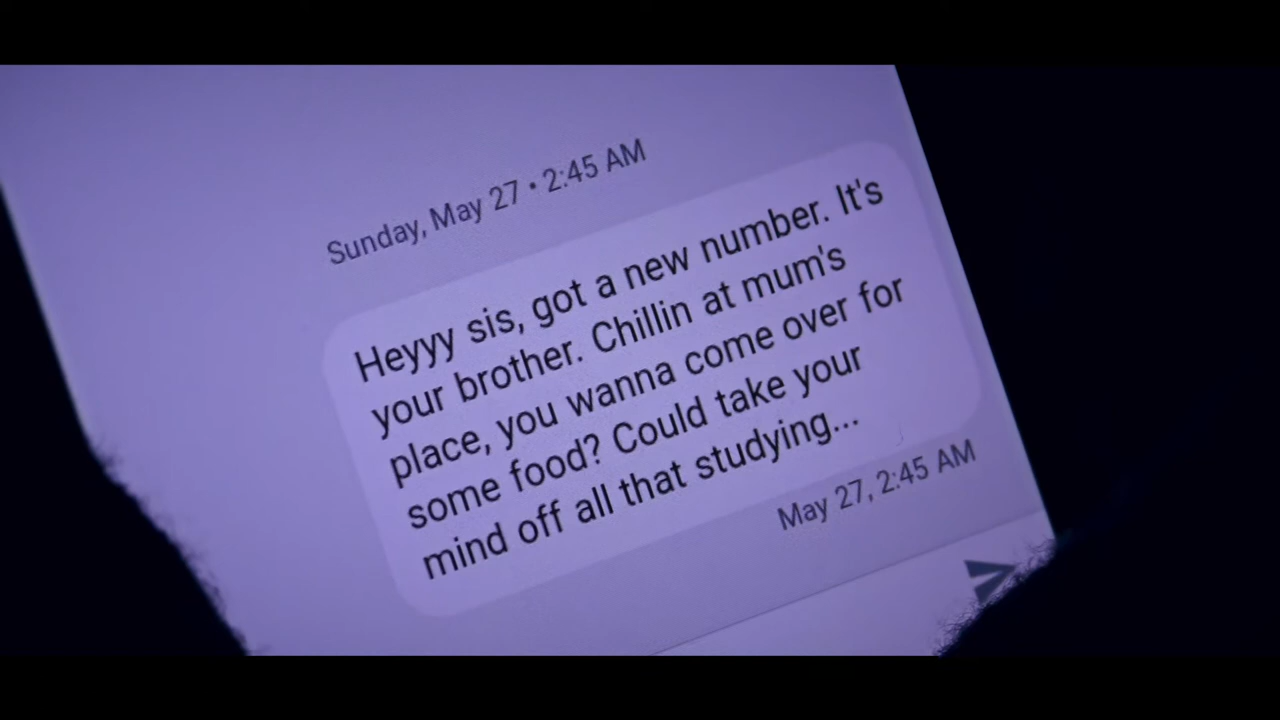 Sunday, May 27 • 2:45 AM
Heyyy sis, got a new number. It's
your brother. Chillin at mum's
place, you wanna come over for
some food? Could take your
mind off all that studying...
May 27, 2:45 AM